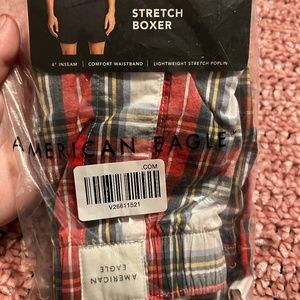 STRETCH
BOXER
4" INSEAM | COMFORT WAISTBAND | LIGHTWEIGHT STRETCH POPLIN
AMERICAN EAGLE
.COM
V26611521
AMERICAN
EAGLE